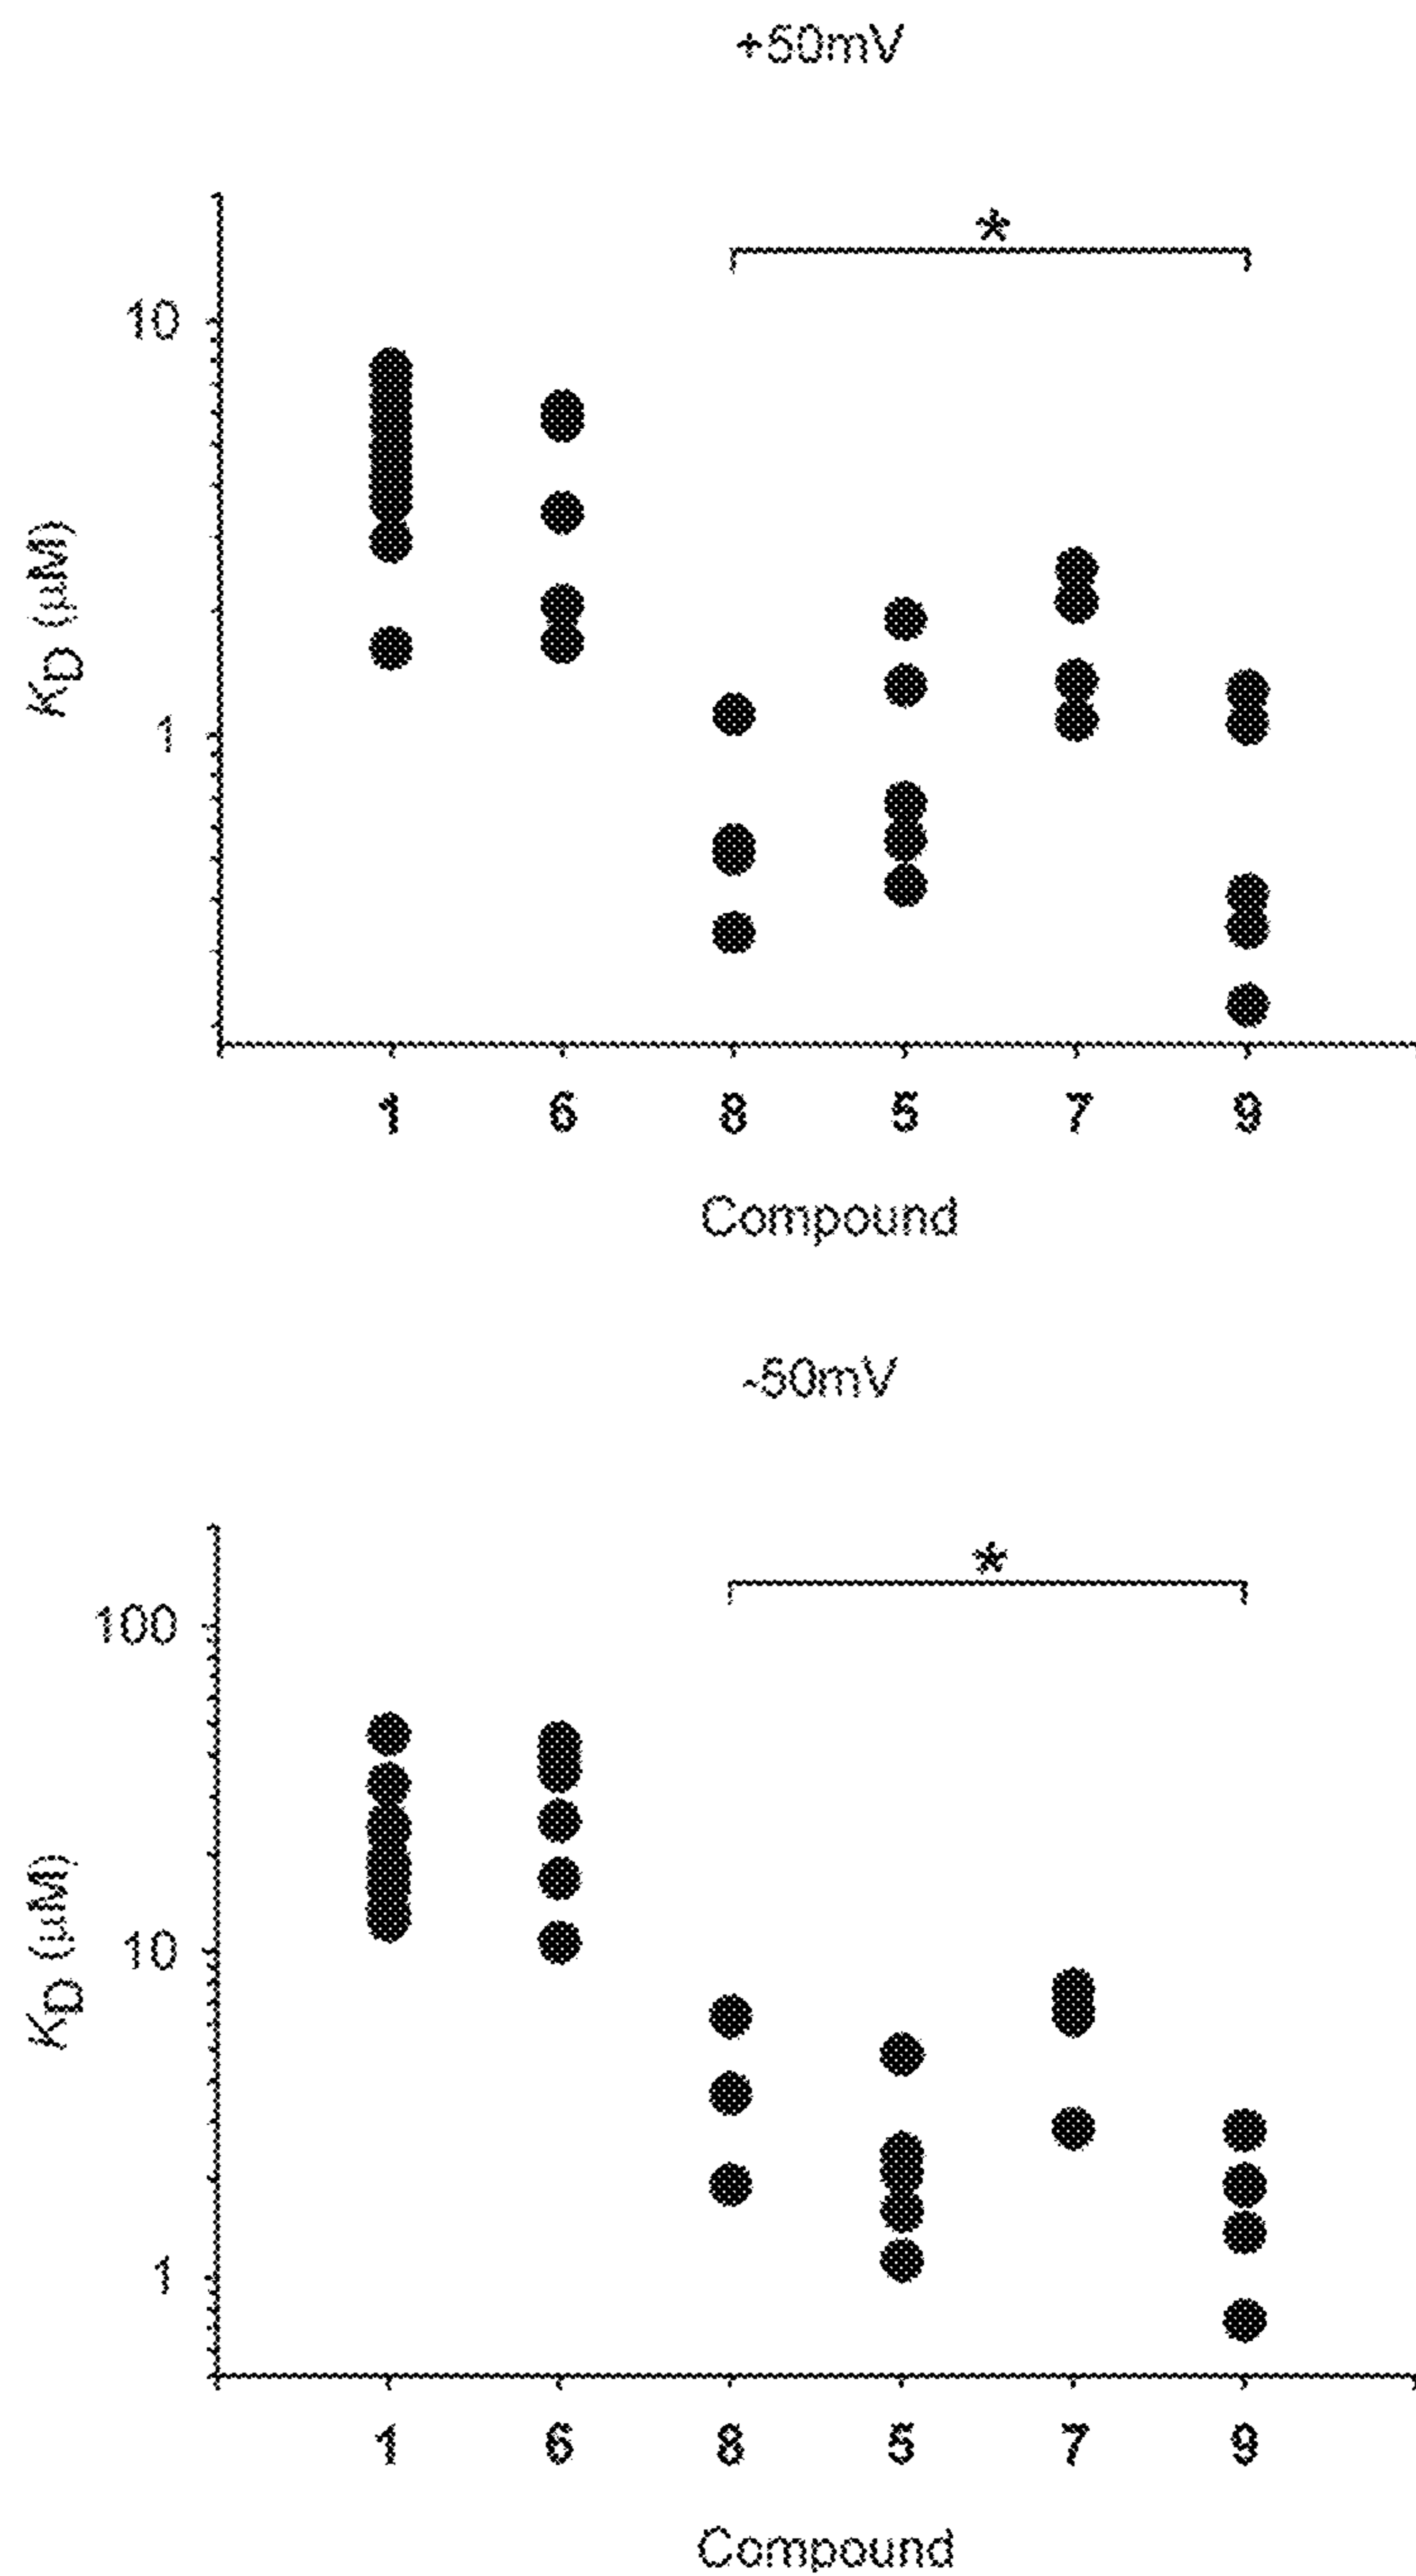 +50mV
*
10
1
KD (µM)
1 6 8 5 7 9
Compound
-50mV
*
100
10
1
KD (µM)
1 6 8 5 7 9
Compound